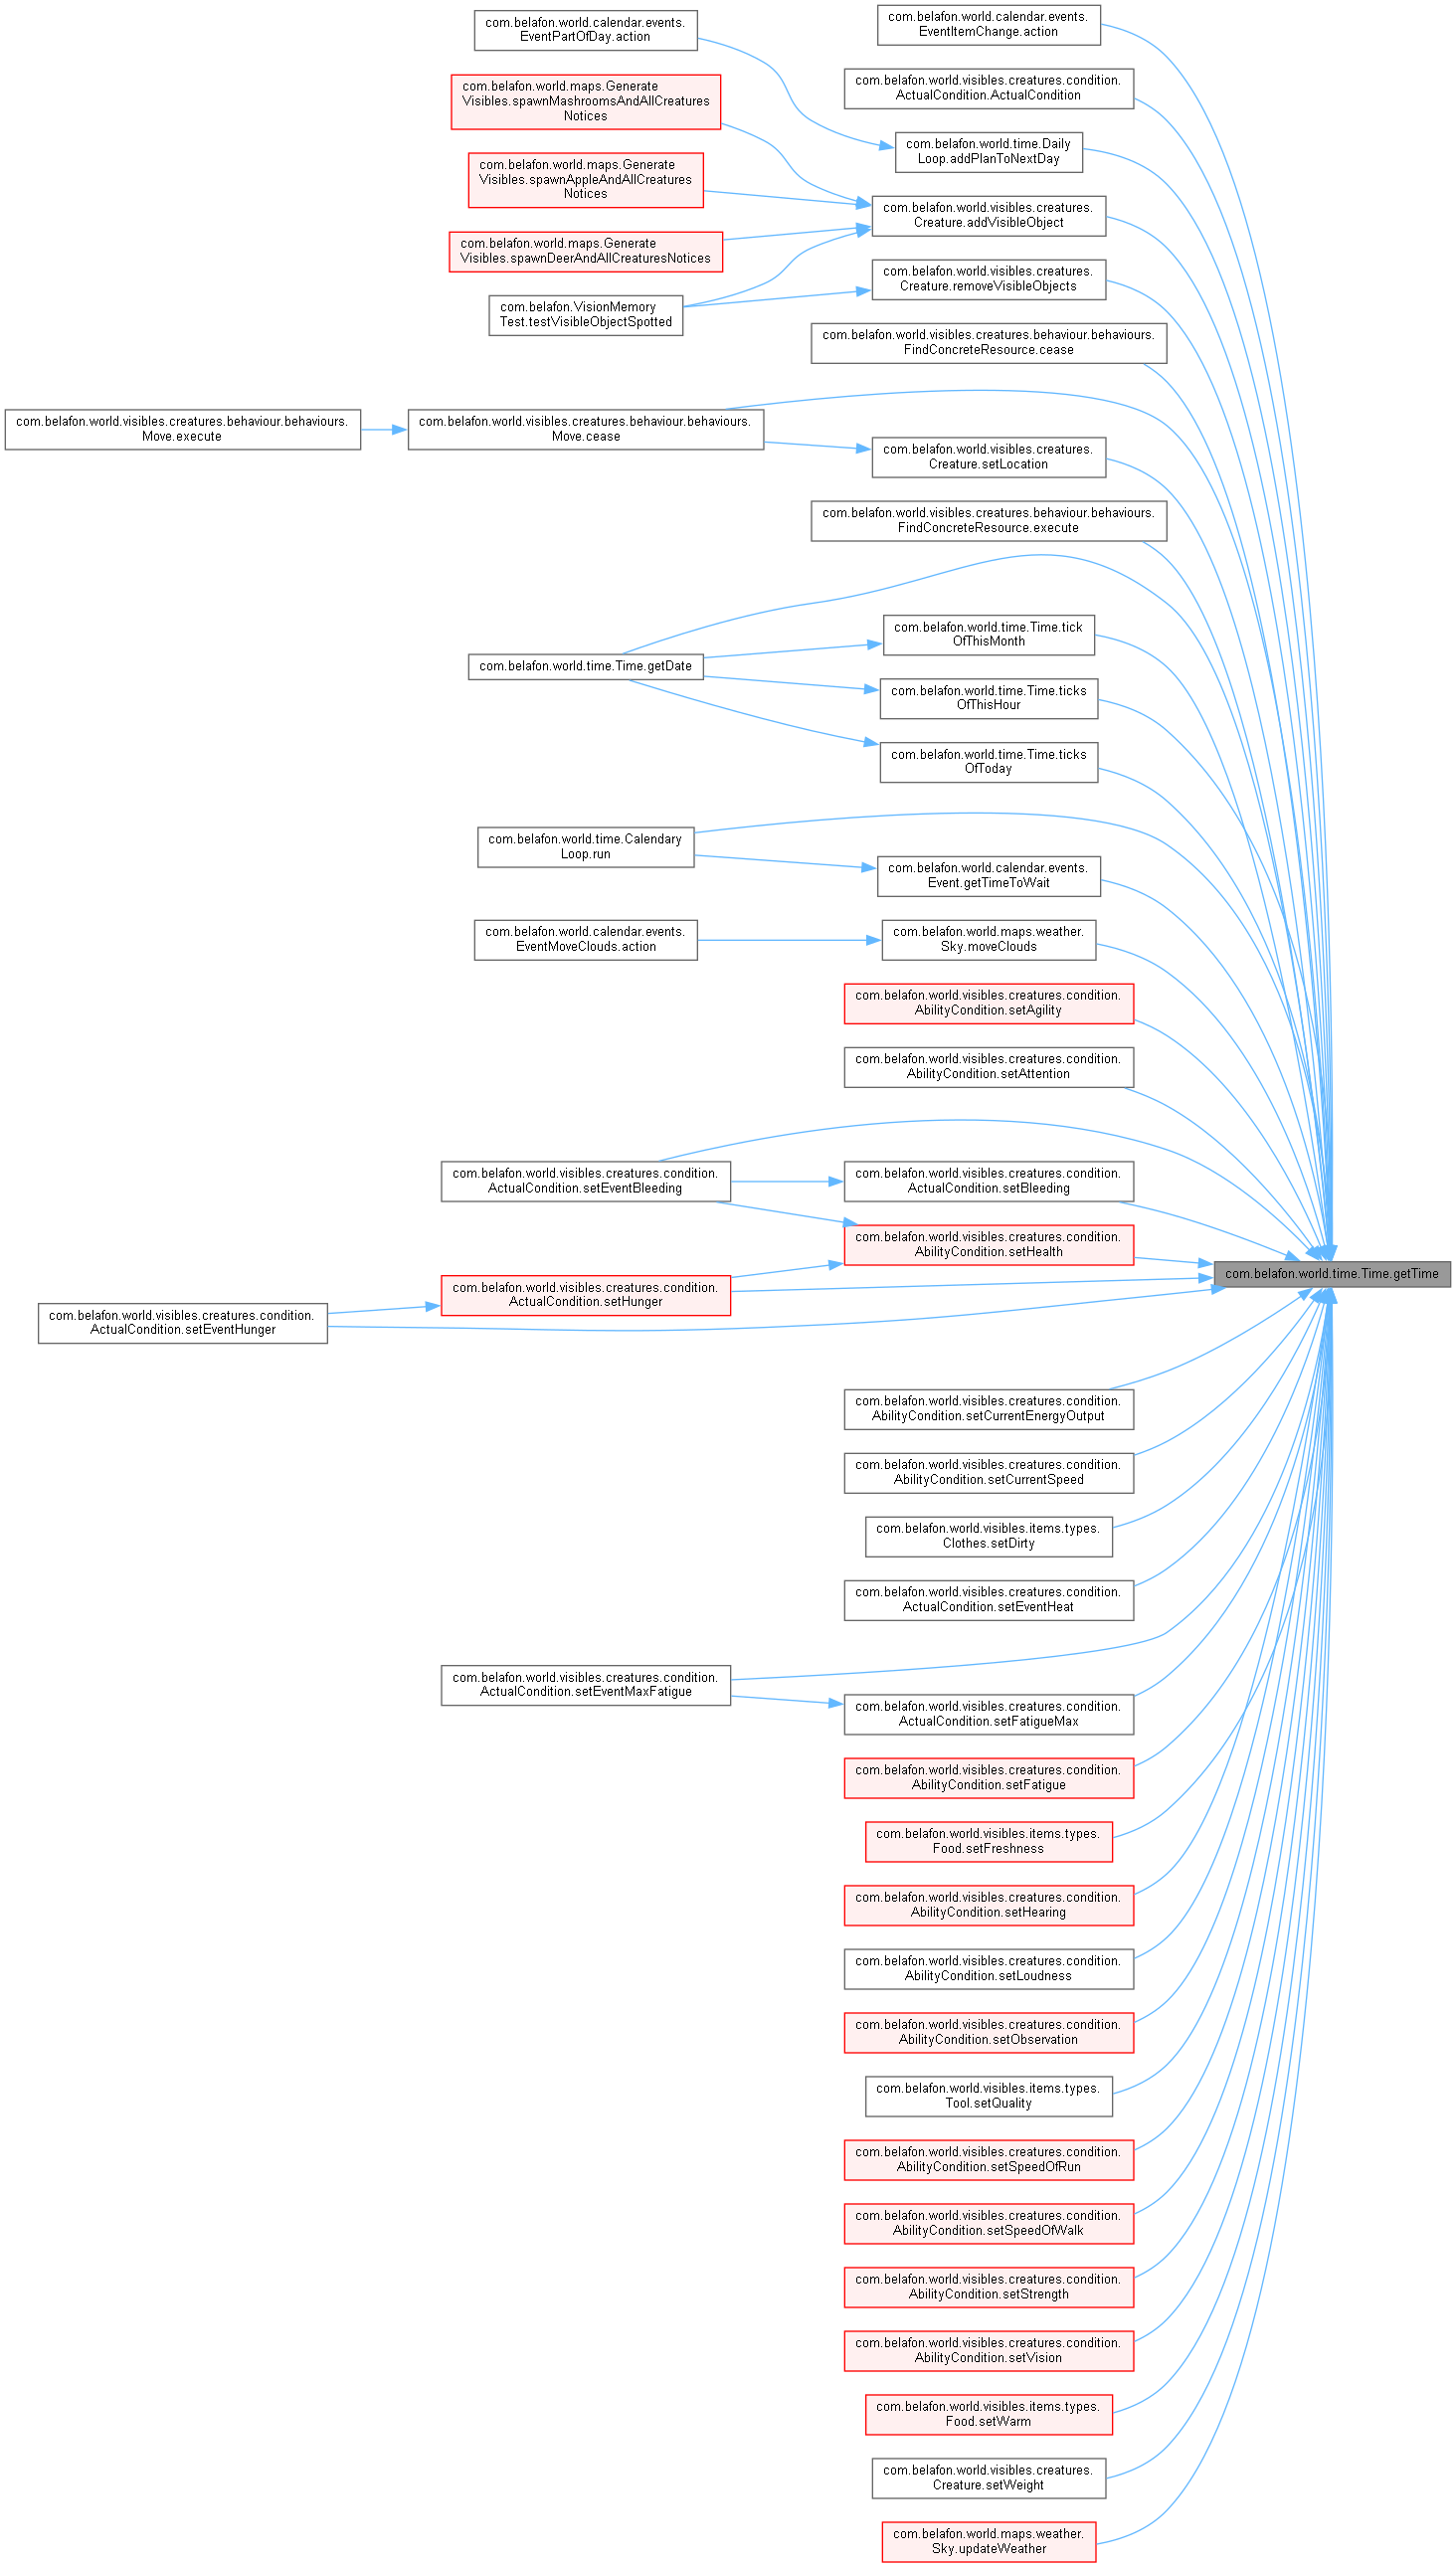 com.belafon.world.calendar.events.
EventPartOfDay.action
com.belafon.world.maps.Generate
Visibles.spawnMashroomsAndAllCreatures
Notices
com.belafon.world.maps.Generate
Visibles.spawnAppleAndAllCreatures
Notices
com.belafon.world.maps.Generate
Visibles.spawnDeerAndAllCreaturesNotices
com.belafon.VisionMemory
Test.testVisibleObjectSpotted
com.belafon.world.visibles.creatures.behaviour.behaviours.
Move.execute
com.belafon.world.visibles.creatures.behaviour.behaviours.
Move.cease
com.belafon.world.time.Time.getDate
com.belafon.world.time.Calendary
Loop.run
com.belafon.world.calendar.events.
EventMoveClouds.action
com.belafon.world.visibles.creatures.condition.
ActualCondition.setEventBleeding
com.belafon.world.visibles.creatures.condition.
ActualCondition.setHunger
com.belafon.world.visibles.creatures.condition.
ActualCondition.setEventHunger
com.belafon.world.visibles.creatures.condition.
ActualCondition.setEventMaxFatigue
com.belafon.world.calendar.events.
EventItemChange.action
com.belafon.world.visibles.creatures.condition.
ActualCondition.ActualCondition
com.belafon.world.time.Daily
Loop.addPlanToNextDay
com.belafon.world.visibles.creatures.
Creature.addVisibleObject
com.belafon.world.visibles.creatures.
Creature.removeVisibleObjects
com.belafon.world.visibles.creatures.behaviour.behaviours.
FindConcreteResource.cease
com.belafon.world.visibles.creatures.
Creature.setLocation
com.belafon.world.visibles.creatures.behaviour.behaviours.
FindConcreteResource.execute
com.belafon.world.time.Time.tick
OfThisMonth
com.belafon.world.time.Time.ticks
OfThisHour
com.belafon.world.time.Time.ticks
OfToday
com.belafon.world.calendar.events.
Event.getTimeToWait
com.belafon.world.maps.weather.
Sky.moveClouds
com.belafon.world.visibles.creatures.condition.
AbilityCondition.setAgility
com.belafon.world.visibles.creatures.condition.
AbilityCondition.setAttention
com.belafon.world.visibles.creatures.condition.
ActualCondition.setBleeding
com.belafon.world.visibles.creatures.condition.
AbilityCondition.setHealth
com.belafon.world.time.Time.getTime
com.belafon.world.visibles.creatures.condition.
AbilityCondition.setCurrentEnergyOutput
com.belafon.world.visibles.creatures.condition.
AbilityCondition.setCurrentSpeed
com.belafon.world.visibles.items.types.
Clothes.setDirty
com.belafon.world.visibles.creatures.condition.
ActualCondition.setEventHeat
com.belafon.world.visibles.creatures.condition.
ActualCondition.setFatigueMax
com.belafon.world.visibles.creatures.condition.
AbilityCondition.setFatigue
com.belafon.world.visibles.items.types.
Food.setFreshness
com.belafon.world.visibles.creatures.condition.
AbilityCondition.setHearing
com.belafon.world.visibles.creatures.condition.
AbilityCondition.setLoudness
com.belafon.world.visibles.creatures.condition.
AbilityCondition.setObservation
com.belafon.world.visibles.items.types.
Tool.setQuality
com.belafon.world.visibles.creatures.condition.
AbilityCondition.setSpeedOfRun
com.belafon.world.visibles.creatures.condition.
AbilityCondition.setSpeedOfWalk
com.belafon.world.visibles.creatures.condition.
AbilityCondition.setStrength
com.belafon.world.visibles.creatures.condition.
AbilityCondition.setVision
com.belafon.world.visibles.items.types.
Food.setWarm
com.belafon.world.visibles.creatures.
Creature.setWeight
com.belafon.world.maps.weather.
Sky.updateWeather